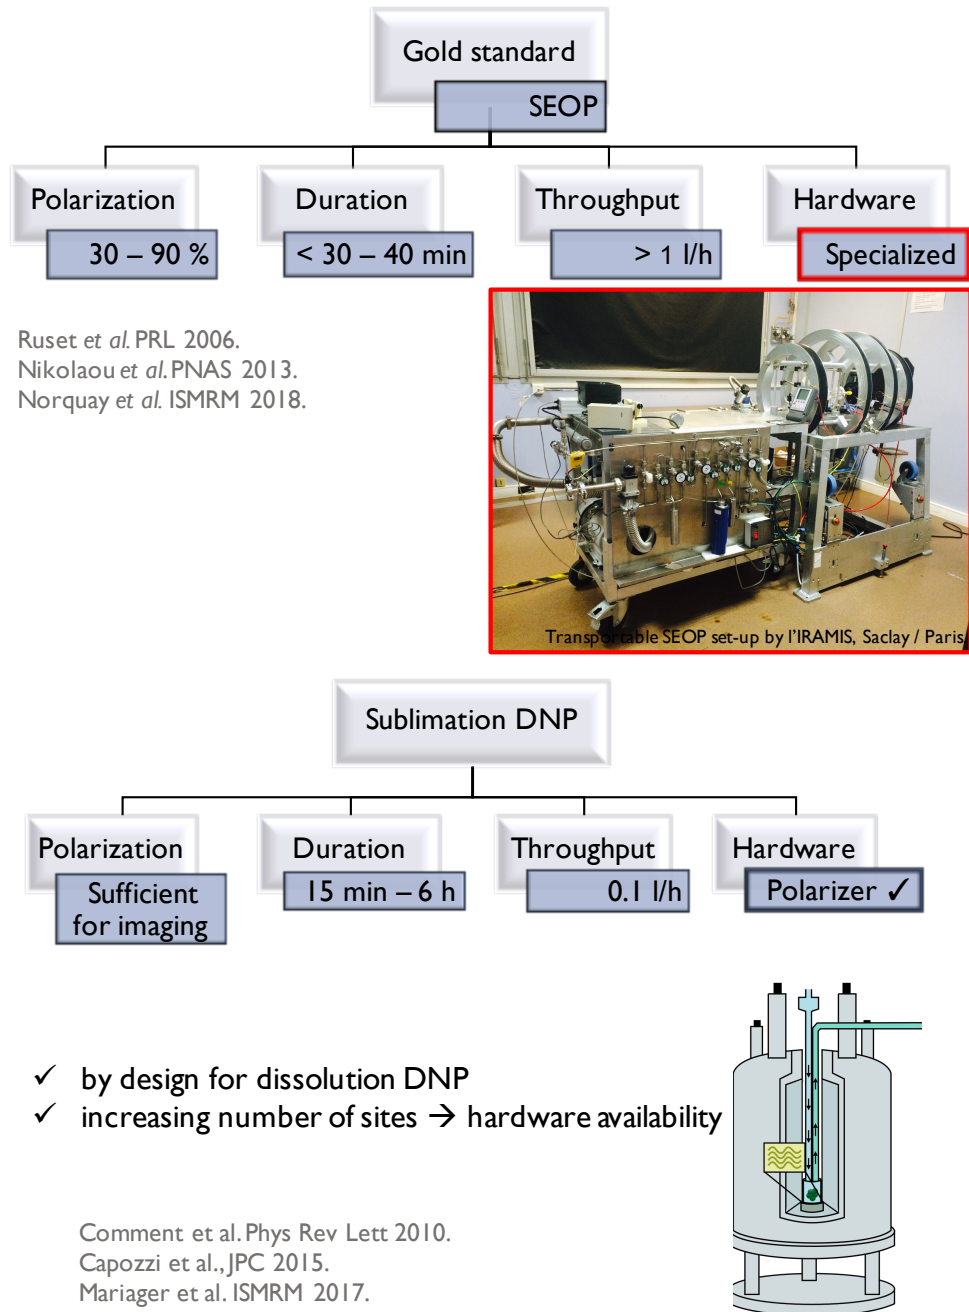 Gold standard
SEOP
Polarization
30 – 90 %
Duration
< 30 – 40 min
Throughput
> 1 l/h
Hardware
Specialized
Ruset et al. PRL 2006.
Nikolaou et al. PNAS 2013.
Norquay et al. ISMRM 2018.
Transportable SEOP set-up by l'IRAMIS, Saclay / Paris
Sublimation DNP
Polarization
Sufficient
for imaging
Duration
15 min – 6 h
Throughput
0.1 l/h
Hardware
Polarizer ✓
✓ by design for dissolution DNP
✓ increasing number of sites → hardware availability
Comment et al. Phys Rev Lett 2010.
Capozzi et al., JPC 2015.
Mariager et al. ISMRM 2017.